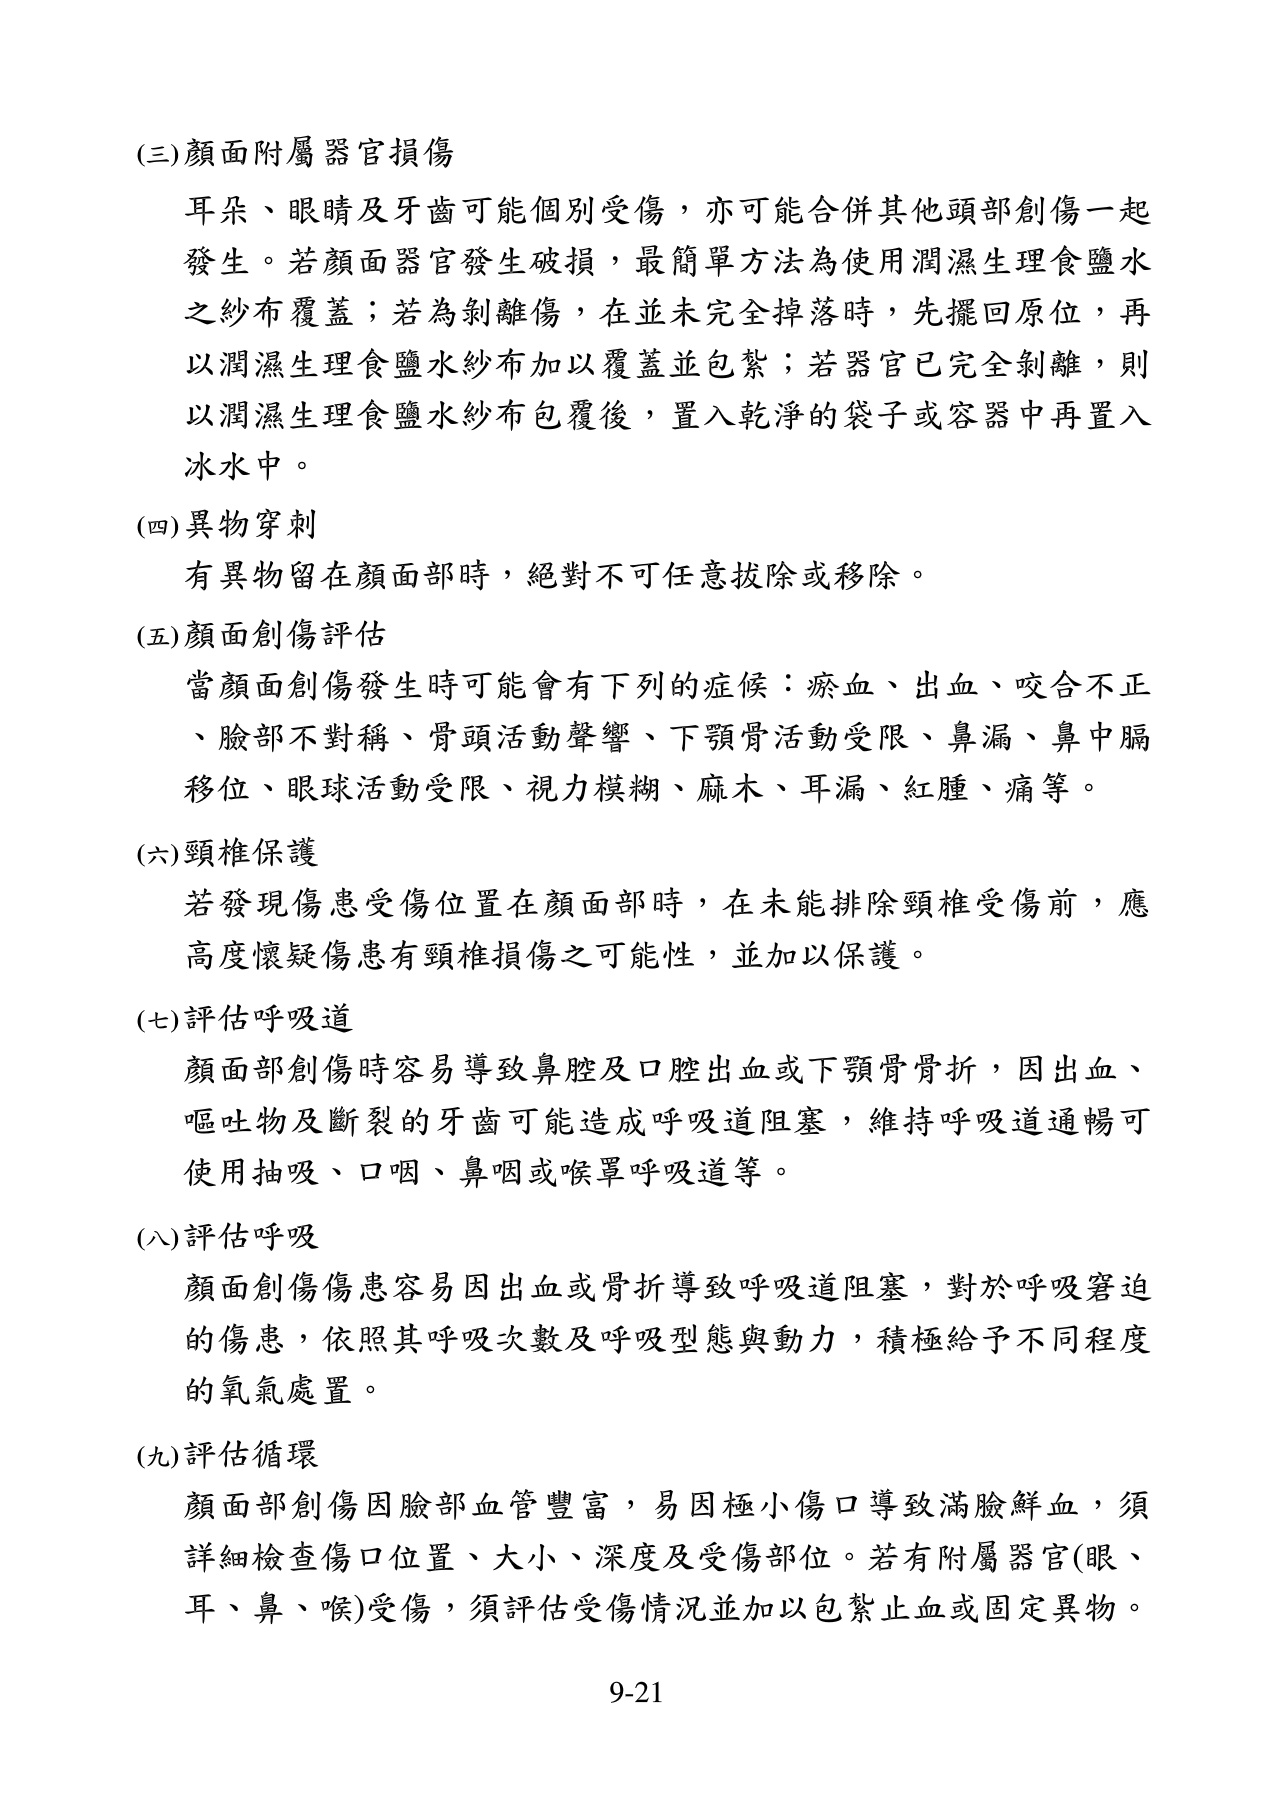 (三)顏面附屬器官損傷
耳朵、眼睛及牙齒可能個別受傷，亦可能合併其他頭部創傷一起
發生。若顏面器官發生破損，最簡單方法為使用潤濕生理食鹽水
之紗布覆蓋；若為剝離傷，在並未完全掉落時，先擺回原位，再
以潤濕生理食鹽水紗布加以覆蓋並包紮；若器官已完全剝離，則
以潤濕生理食鹽水紗布包覆後，置入乾淨的袋子或容器中再置入
冰水中。
(四)異物穿刺
有異物留在顏面部時，絕對不可任意拔除或移除。
(五)顏面創傷評估
當顏面創傷發生時可能會有下列的症候：瘀血、出血、咬合不正
、臉部不對稱、骨頭活動聲響、下顎骨活動受限、鼻漏、鼻中膈
移位、眼球活動受限、視力模糊、麻木、耳漏、紅腫、痛等。
(六)頸椎保護
若發現傷患受傷位置在顏面部時，在未能排除頸椎受傷前，應
高度懷疑傷患有頸椎損傷之可能性，並加以保護。
(七)評估呼吸道
顏面部創傷時容易導致鼻腔及口腔出血或下顎骨骨折，因出血、
嘔吐物及斷裂的牙齒可能造成呼吸道阻塞，維持呼吸道通暢可
使用抽吸、口咽、鼻咽或喉罩呼吸道等。
(八)評估呼吸
顏面創傷傷患容易因出血或骨折導致呼吸道阻塞，對於呼吸窘迫
的傷患，依照其呼吸次數及呼吸型態與動力，積極給予不同程度
的氧氣處置。
(九)評估循環
顏面部創傷因臉部血管豐富，易因極小傷口導致滿臉鮮血，須
詳細檢查傷口位置、大小、深度及受傷部位。若有附屬器官(眼、
耳、鼻、喉)受傷，須評估受傷情況並加以包紮止血或固定異物。
9-21